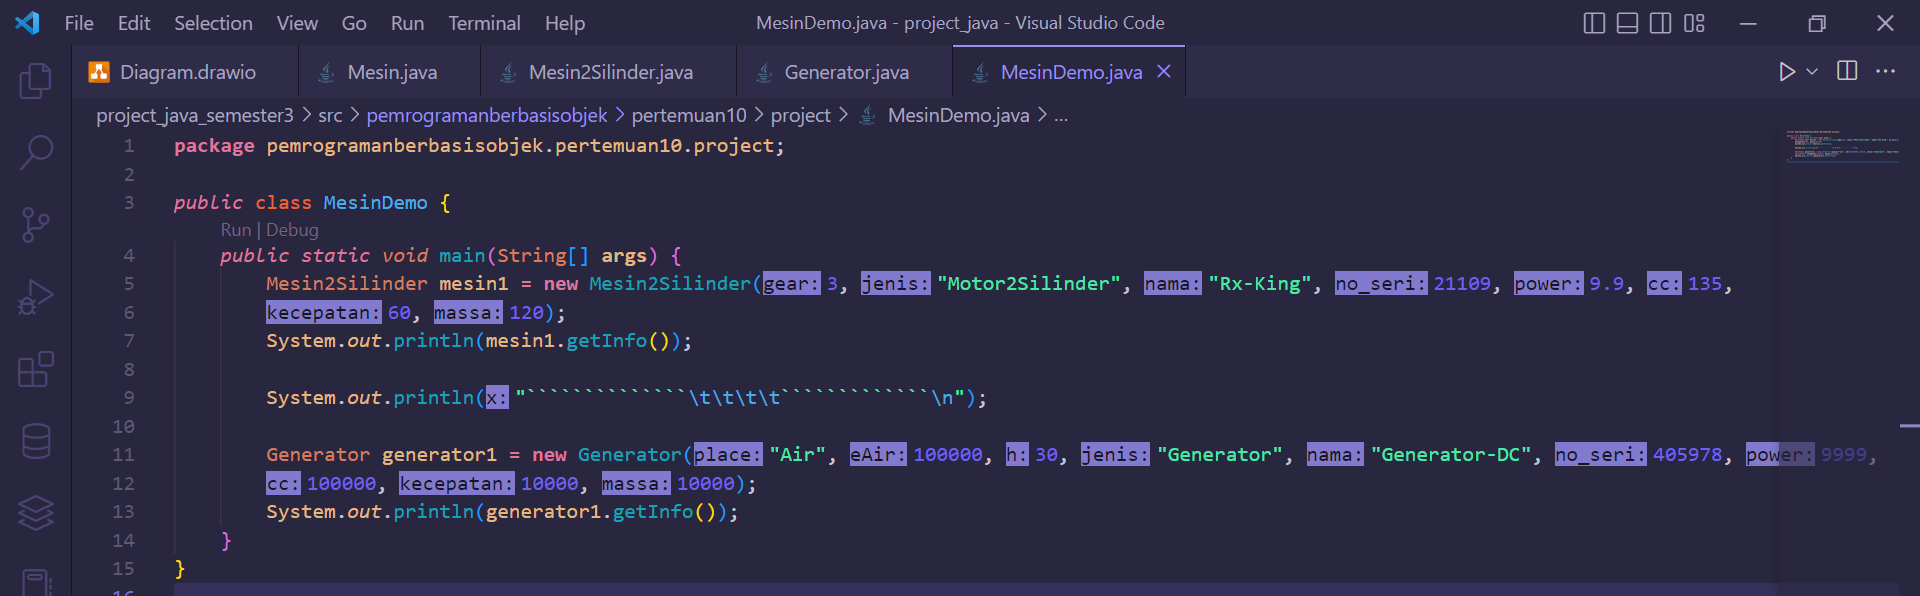 File Edit Selection View Go Run Terminal Help MesinDemo.java - project_java - Visual Studio Code
Diagram.drawio Mesin.java Mesin2Silinder.java Generator.java MesinDemo.java
project_java_semester3 > src > pemrogramanberbasisobjek > pertemuan10 > project > MesinDemo.java > ...
1 package pemrogramanberbasisobjek.pertemuan10.project;
2
3 public class MesinDemo {
Run | Debug
4 public static void main(String[] args) {
5 Mesin2Silinder mesin1 = new Mesin2Silinder(gear: 3, jenis: "Motor2Silinder", nama: "Rx-King", no_seri: 21109, power: 9.9, cc: 135,
6 kecepatan: 60, massa: 120);
7 System.out.println(mesin1.getInfo());
8
9 System.out.println(x: "``````````````\t\t\t\t`````````````\n");
10
11 Generator generator1 = new Generator(place: "Air", eAir: 100000, h: 30, jenis: "Generator", nama: "Generator-DC", no_seri: 405978, power: 9999,
12 cc: 100000, kecepatan: 10000, massa: 10000);
13 System.out.println(generator1.getInfo());
14 }
15 }
16